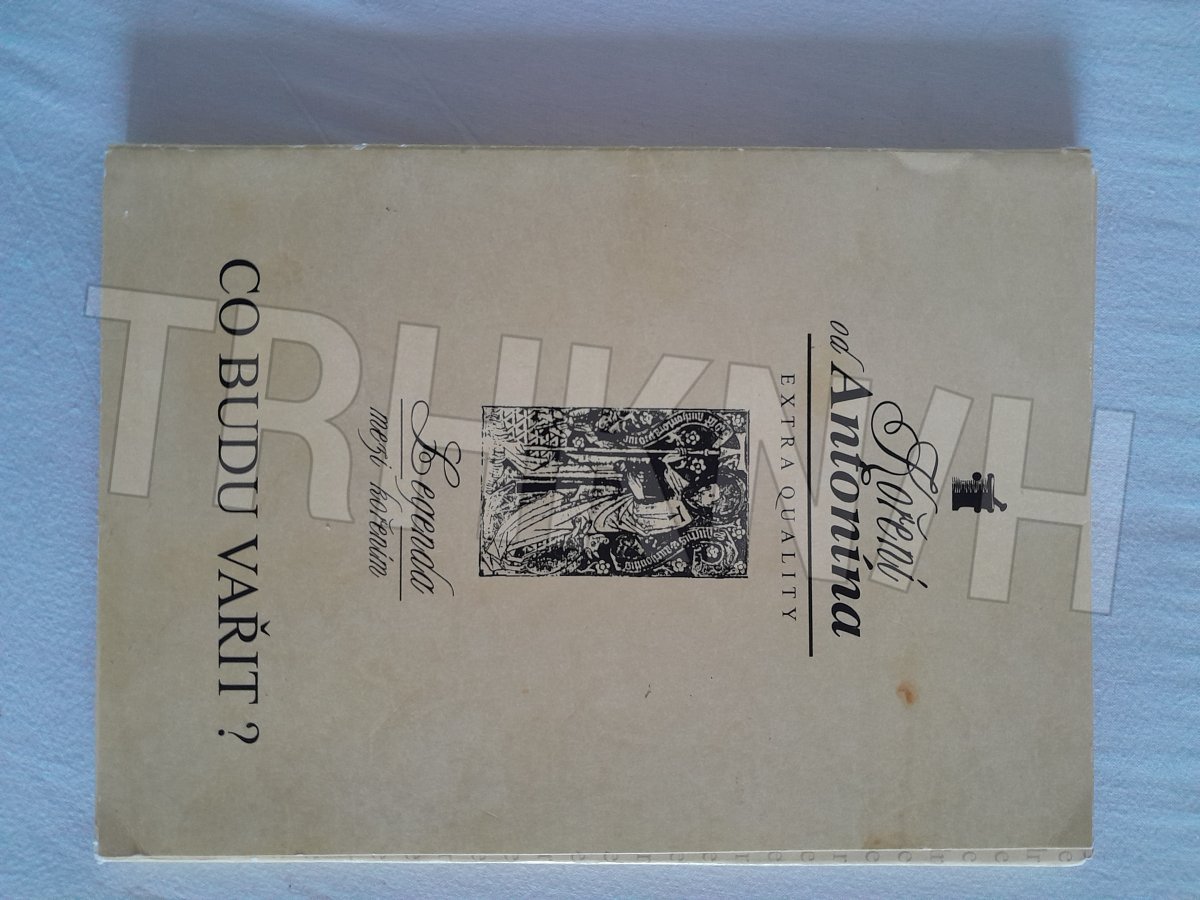 Koření
od Antonína
EXTRA QUALITY
Legenda
mezi kořením
CO BUDU VAŘIT ?
TRHKNIH